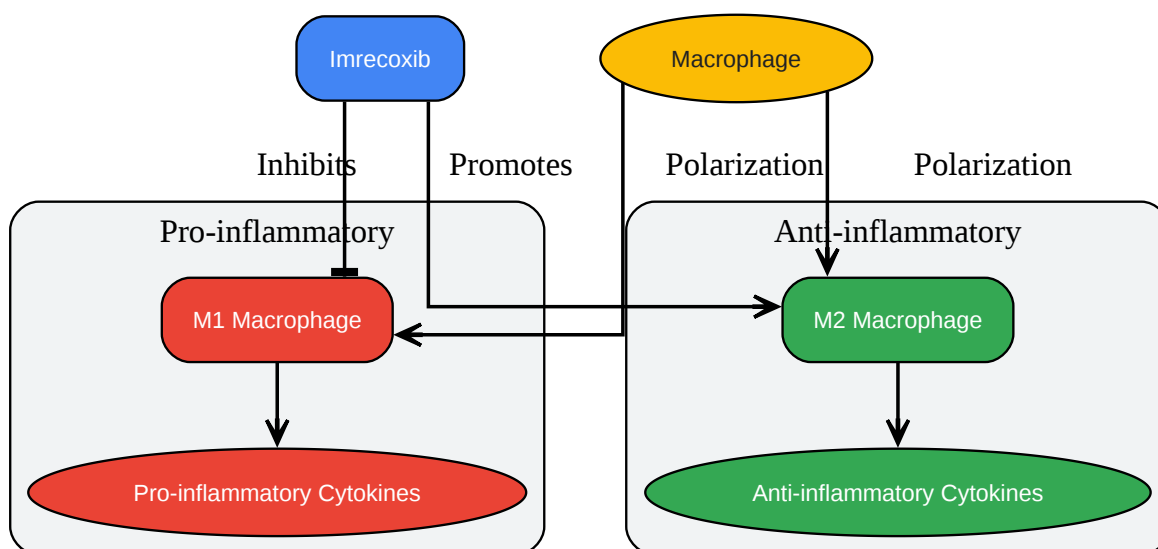 Imrecoxib
Macrophage
Inhibits
Promotes
Polarization
Polarization
Pro-inflammatory
Anti-inflammatory
M1 Macrophage
M2 Macrophage
Pro-inflammatory Cytokines
Anti-inflammatory Cytokines